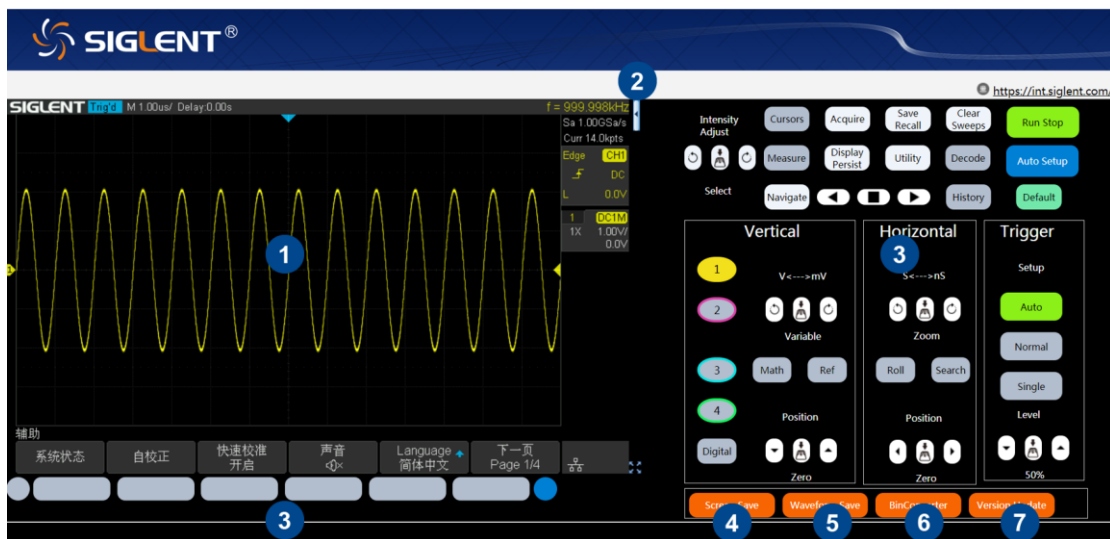 SIGLENT®
2
https://int.siglent.com/
SIGLENT Trig'd M 1.00us/ Delay:0.00s f = 999.998kHz
Sa 1.00GSa/s
Curr 14.0kpts
Edge CH1
DC
L 0.0V
1 DC1M
1X 1.00V/
0.0V
1
1
辅助
系统状态
自校正
快速校准
开启
声音
Language
简体中文
下一页
Page 1/4
3
Intensity
Adjust
Cursors
Acquire
Save
Recall
Clear
Sweeps
Run Stop
Measure
Display
Persist
Utility
Decode
Auto Setup
Select
Navigate
History
Default
Vertical
1
V<--->mV
2
Variable
3
Math
Ref
4
Position
Digital
Zero
Horizontal
3
S<--->nS
Zoom
Roll
Search
Position
Zero
Trigger
Setup
Auto
Normal
Single
Level
50%
Save
4
Save
5
6
7